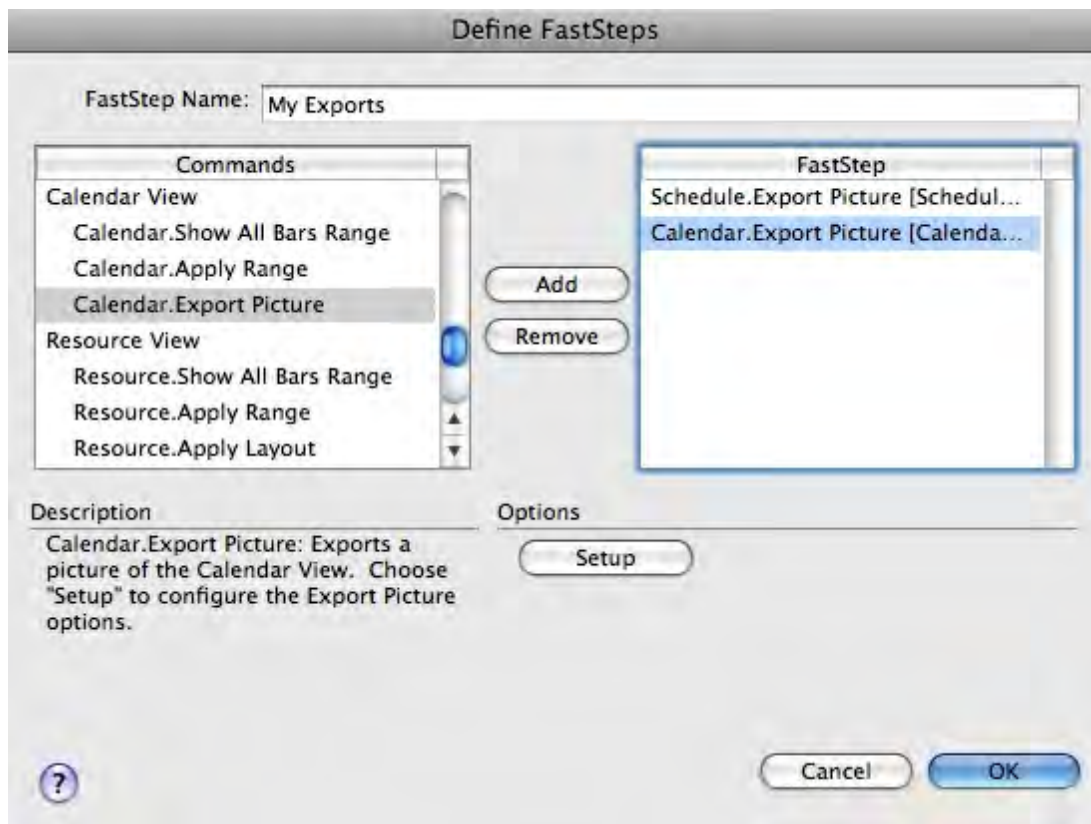 Define FastSteps
FastStep Name: My Exports
Commands
Calendar View
Calendar.Show All Bars Range
Calendar.Apply Range
Calendar.Export Picture
Resource View
Resource.Show All Bars Range
Resource.Apply Range
Resource.Apply Layout
Add
Remove
FastStep
Schedule.Export Picture [Schedul...
Calendar.Export Picture [Calenda...
Description
Calendar.Export Picture: Exports a
picture of the Calendar View. Choose
"Setup" to configure the Export Picture
options.
Options
Setup
?
Cancel
OK